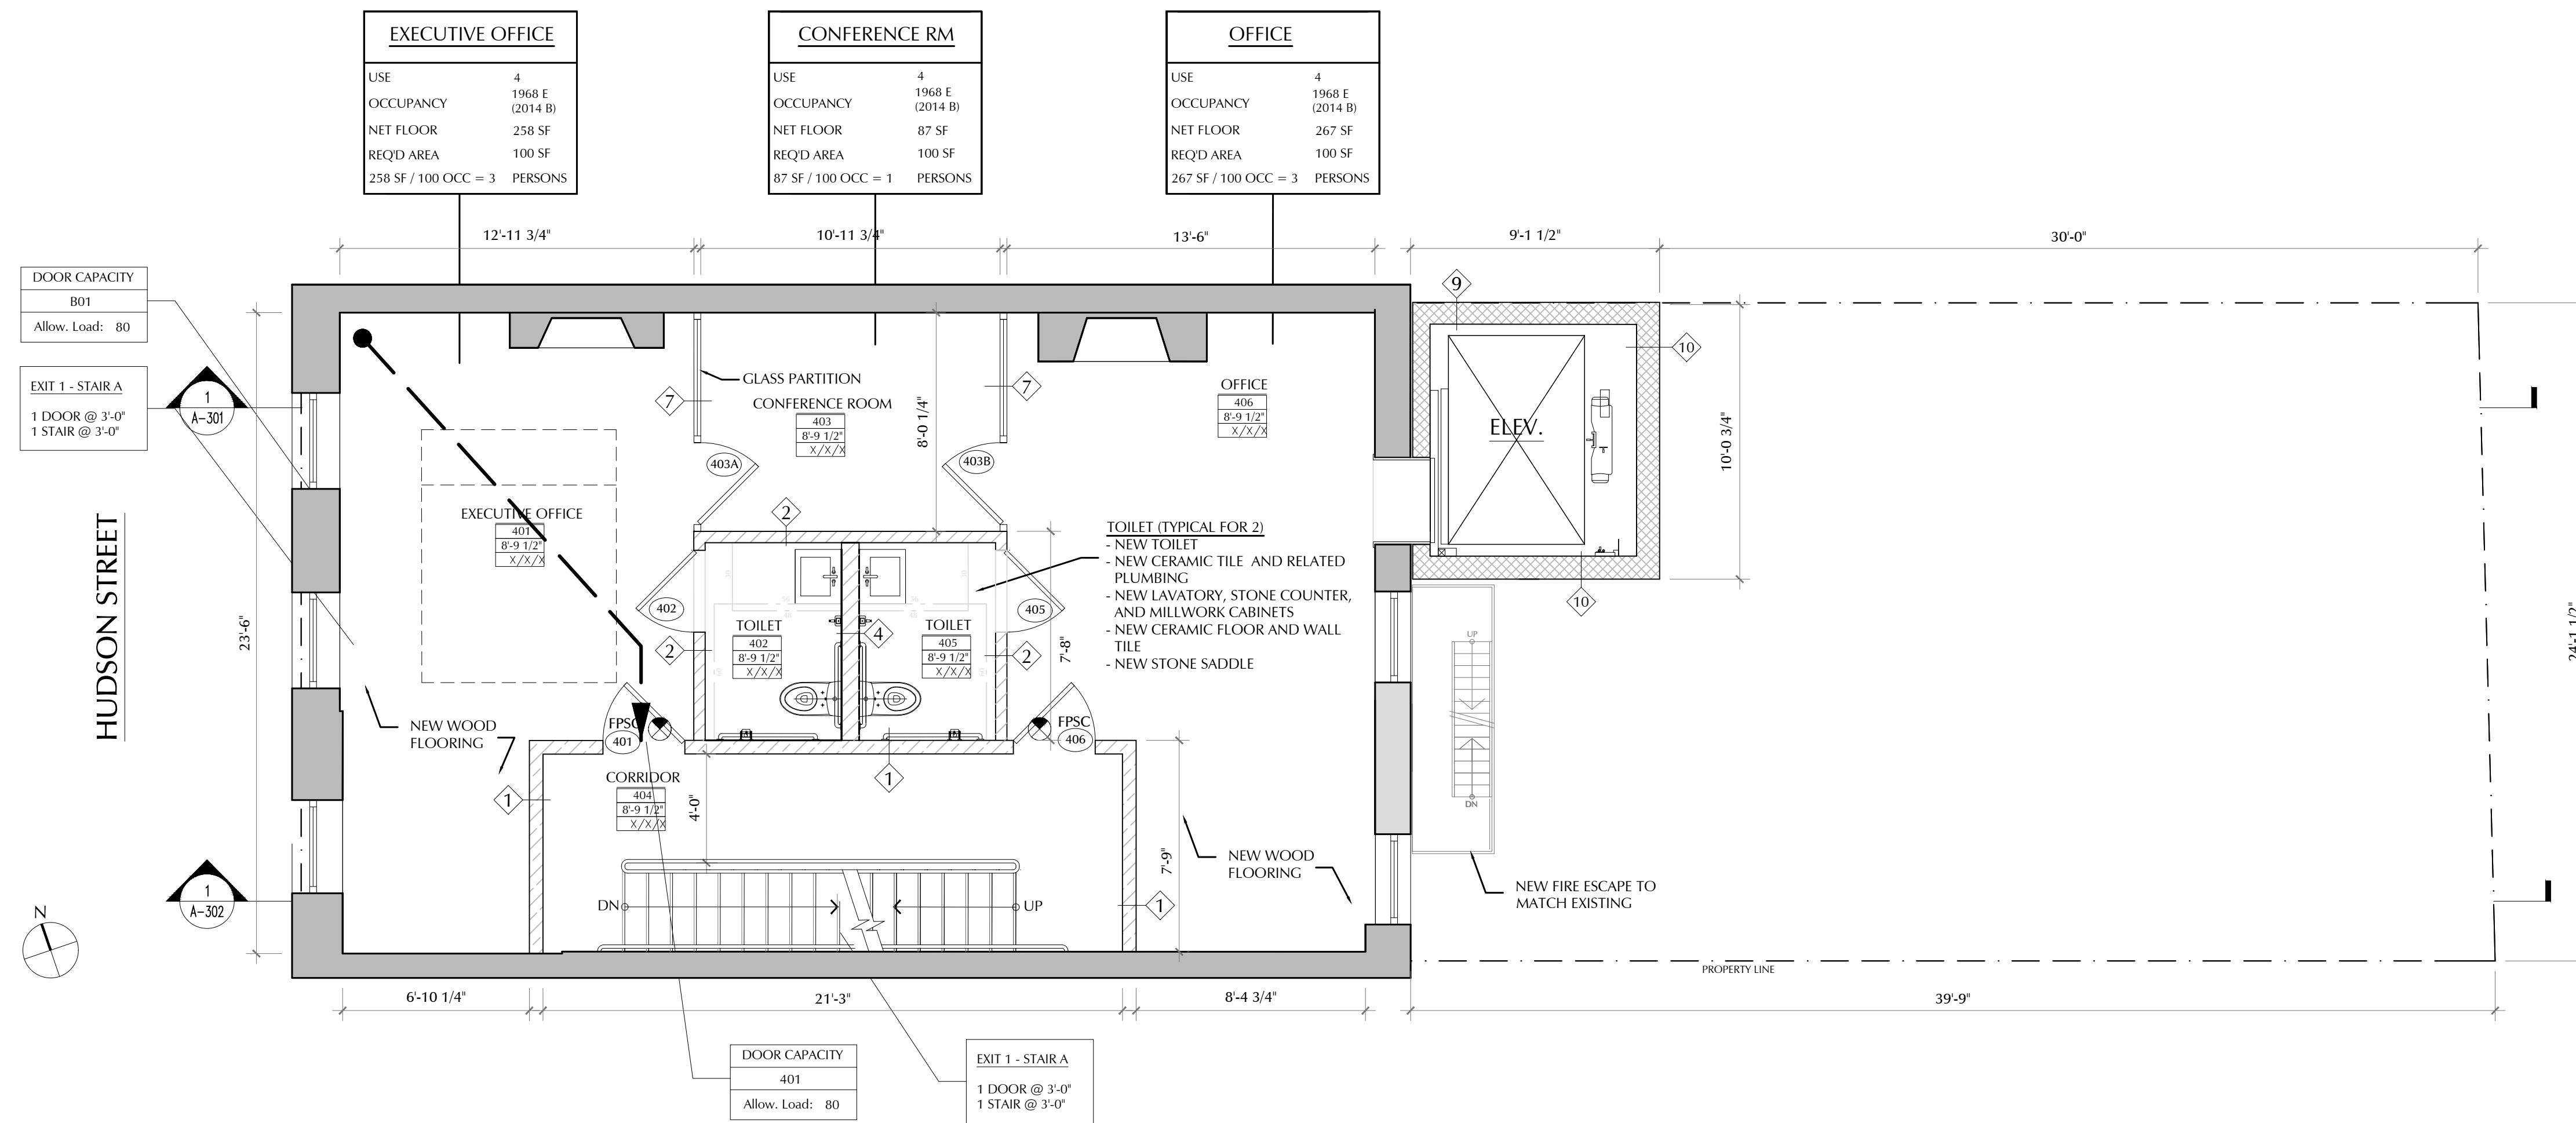 EXECUTIVE OFFICE
USE 4
OCCUPANCY 1968 E (2014 B)
NET FLOOR 258 SF
REQ'D AREA 100 SF
258 SF / 100 OCC = 3 PERSONS
CONFERENCE RM
USE 4
OCCUPANCY 1968 E (2014 B)
NET FLOOR 87 SF
REQ'D AREA 100 SF
87 SF / 100 OCC = 1 PERSONS
OFFICE
USE 4
OCCUPANCY 1968 E (2014 B)
NET FLOOR 267 SF
REQ'D AREA 100 SF
267 SF / 100 OCC = 3 PERSONS
12'-11 3/4"
10'-11 3/4"
13'-6"
9'-1 1/2"
30'-0"
DOOR CAPACITY
B01
Allow. Load: 80
EXIT 1 - STAIR A
1 DOOR @ 3'-0"
1 STAIR @ 3'-0"
1
A-301
HUDSON STREET
23'-6"
1
A-302
N
9
10
10
ELEV.
10'-0 3/4"
24'-1 1/2"
GLASS PARTITION
7
7
CONFERENCE ROOM
403
8'-9 1/2"
X/X/X
8'-0 1/4"
403A
403B
OFFICE
406
8'-9 1/2"
X/X/X
EXECUTIVE OFFICE
401
8'-9 1/2"
X/X/X
2
402
405
TOILET
402
8'-9 1/2"
X/X/X
TOILET
405
8'-9 1/2"
X/X/X
4
2
2
7'-8"
TOILET (TYPICAL FOR 2)
- NEW TOILET
- NEW CERAMIC TILE AND RELATED
PLUMBING
- NEW LAVATORY, STONE COUNTER,
AND MILLWORK CABINETS
- NEW CERAMIC FLOOR AND WALL
TILE
- NEW STONE SADDLE
UP
DN
NEW WOOD
FLOORING
FPSC
401
FPSC
406
1
1
CORRIDOR
404
8'-9 1/2"
X/X/X
4'-0"
7'-9"
DN
UP
1
NEW WOOD
FLOORING
NEW FIRE ESCAPE TO
MATCH EXISTING
PROPERTY LINE
6'-10 1/4"
21'-3"
8'-4 3/4"
39'-9"
DOOR CAPACITY
401
Allow. Load: 80
EXIT 1 - STAIR A
1 DOOR @ 3'-0"
1 STAIR @ 3'-0"